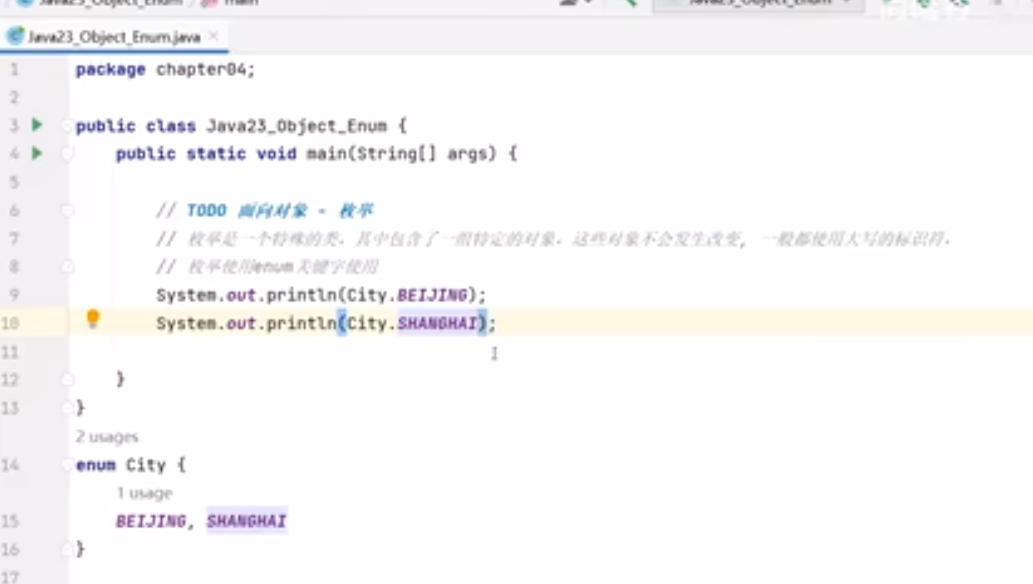 Java23_Object_Enum.java
1 package chapter04;
2
3 public class Java23_Object_Enum {
4 public static void main(String[] args) {
5
6 // TODO 面向对象 - 枚举
7 // 枚举是一个特殊的类，其中包含了一组特定的对象，这些对象不会发生改变, 一般都使用大写的标识符.
8 // 枚举使用enum关键字使用
9 System.out.println(City.BEIJING);
10 System.out.println(City.SHANGHAI);
11
12 }
13 }
2 usages
14 enum City {
1 usage
15 BEIJING, SHANGHAI
16 }
17